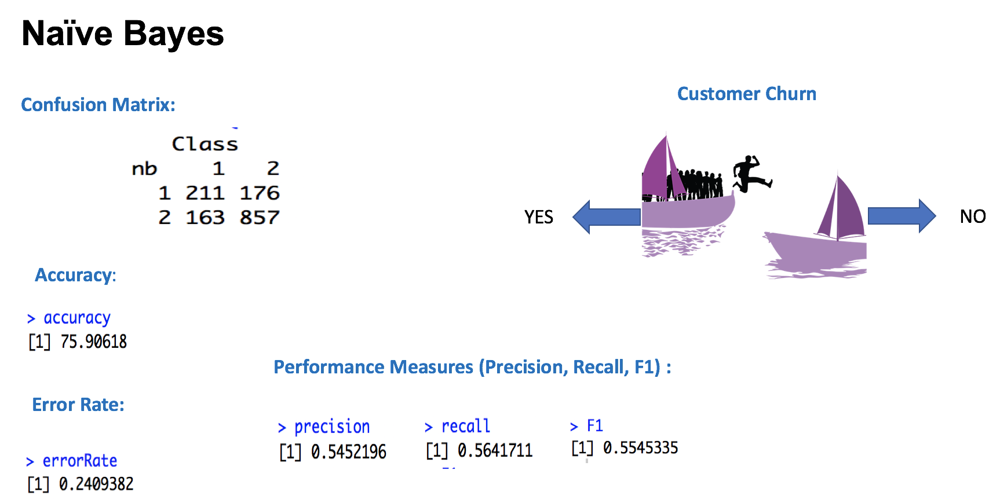 Naïve Bayes
Confusion Matrix:
Class
nb 1 2
1 211 176
2 163 857
Customer Churn
YES
NO
Accuracy:
> accuracy
[1] 75.90618
Error Rate:
> errorRate
[1] 0.2409382
Performance Measures (Precision, Recall, F1) :
> precision
[1] 0.5452196
> recall
[1] 0.5641711
> F1
[1] 0.5545335